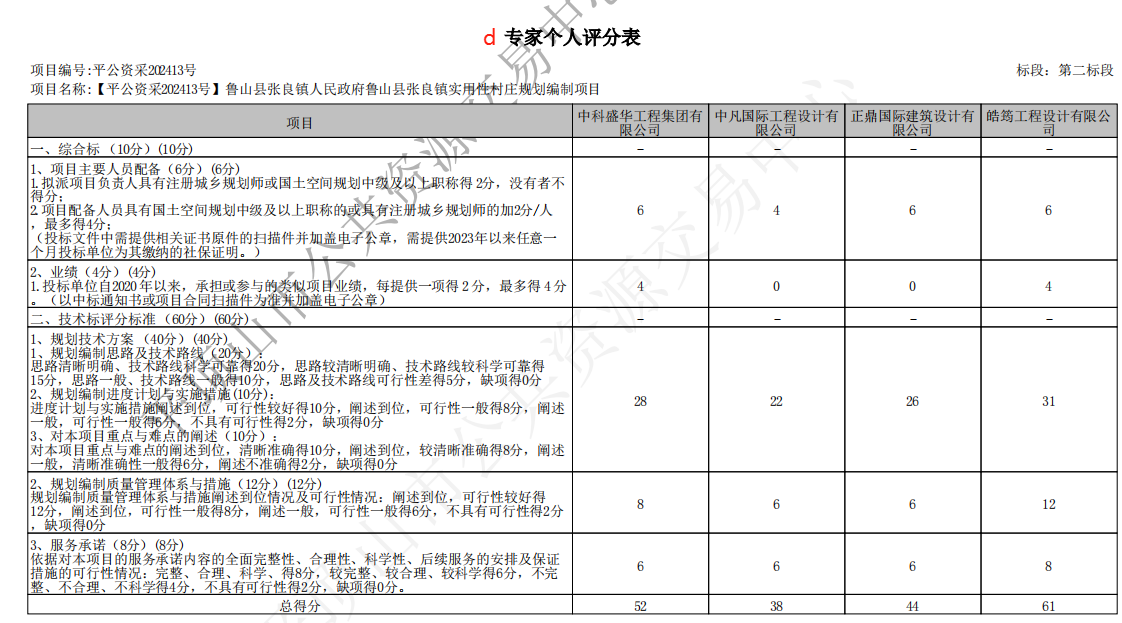 d 专家个人评分表
项目编号:平公资采202413号
标段：第二标段
项目名称:【平公资采202413号】鲁山县张良镇人民政府鲁山县张良镇实用性村庄规划编制项目
项目
中科盛华工程集团有限公司
中凡国际工程设计有限公司
正鼎国际建筑设计有限公司
皓筠工程设计有限公司
一、综合标（10分）(10分)
－ － － －
1、项目主要人员配备（6分）(6分)
1.拟派项目负责人具有注册城乡规划师或国土空间规划中级及以上职称得 2分，没有者不
得分；
2.项目配备人员具有国土空间规划中级及以上职称的或具有注册城乡规划师的加2分/人
，最多得4分；
（投标文件中需提供相关证书原件的扫描件并加盖电子公章，需提供2023年以来任意一
个月投标单位为其缴纳的社保证明。）
6 4 6 6
2、业绩（4分）(4分)
1.投标单位自2020 年以来，承担或参与的类似项目业绩，每提供一项得 2 分，最多得 4 分
。（以中标通知书或项目合同扫描件为准并加盖电子公章）
4 0 0 4
二、技术标评分标准（60分）(60分)
－ － － －
1、规划技术方案 （40分）(40分)
1、规划编制思路及技术路线（20分）：
思路清晰明确、技术路线科学可靠得20分，思路较清晰明确、技术路线较科学可靠得
15分，思路一般、技术路线一般得10分，思路及技术路线可行性差得5分，缺项得0分
2、规划编制进度计划与实施措施(10分)：
进度计划与实施措施阐述到位，可行性较好得10分，阐述到位，可行性一般得8分，阐述
一般，可行性一般得6分，不具有可行性得2分，缺项得0分
3、对本项目重点与难点的阐述（10分）：
对本项目重点与难点的阐述到位，清晰准确得10分，阐述到位，较清晰准确得8分，阐述
一般，清晰准确性一般得6分，阐述不准确得2分，缺项得0分
28 22 26 31
2、规划编制质量管理体系与措施（12分）(12分)
规划编制质量管理体系与措施阐述到位情况及可行性情况：阐述到位，可行性较好得
12分，阐述到位，可行性一般得8分，阐述一般，可行性一般得6分，不具有可行性得2分
，缺项得0分
8 6 6 12
3、服务承诺（8分）(8分)
依据对本项目的服务承诺内容的全面完整性、合理性、科学性、后续服务的安排及保证
措施的可行性情况：完整、合理、科学、得8分，较完整、较合理、较科学得6分，不完
整、不合理、不科学得4分，不具有可行性得2分，缺项得0分。
6 6 6 8
总得分
52 38 44 61
平顶山市公共资源交易中心
平顶山市公共资源交易中心